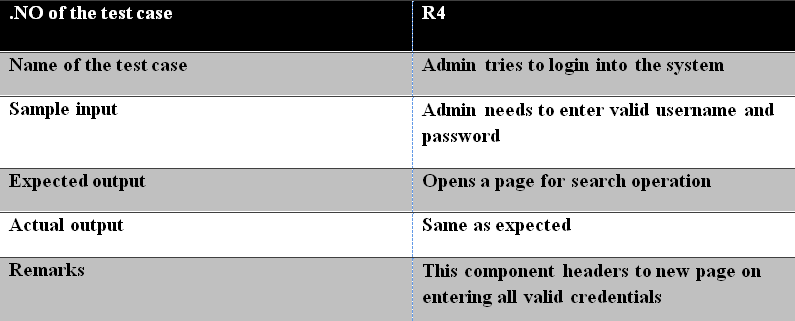 .NO of the test case
R4
Name of the test case
Admin tries to login into the system
Sample input
Admin needs to enter valid username and
password
Expected output
Opens a page for search operation
Actual output
Same as expected
Remarks
This component headers to new page on
entering all valid credentials